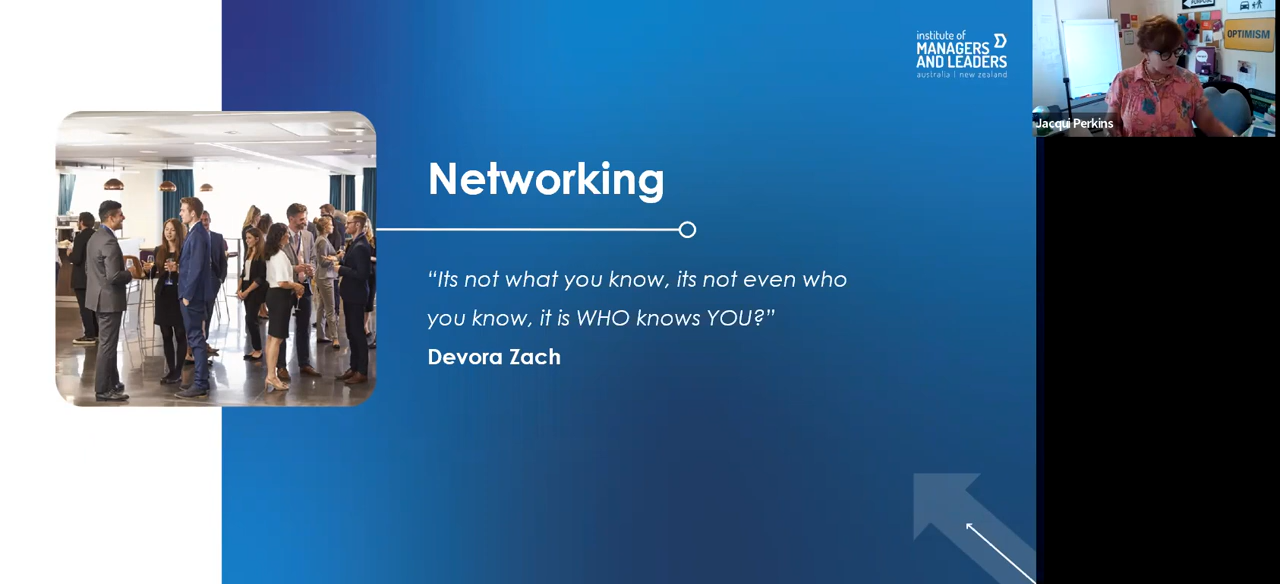 institute of
MANAGERS
AND LEADERS
australia | new zealand
OPTIMISM
Jacqui Perkins
Networking
“Its not what you know, its not even who
you know, it is WHO knows YOU?”
Devora Zach